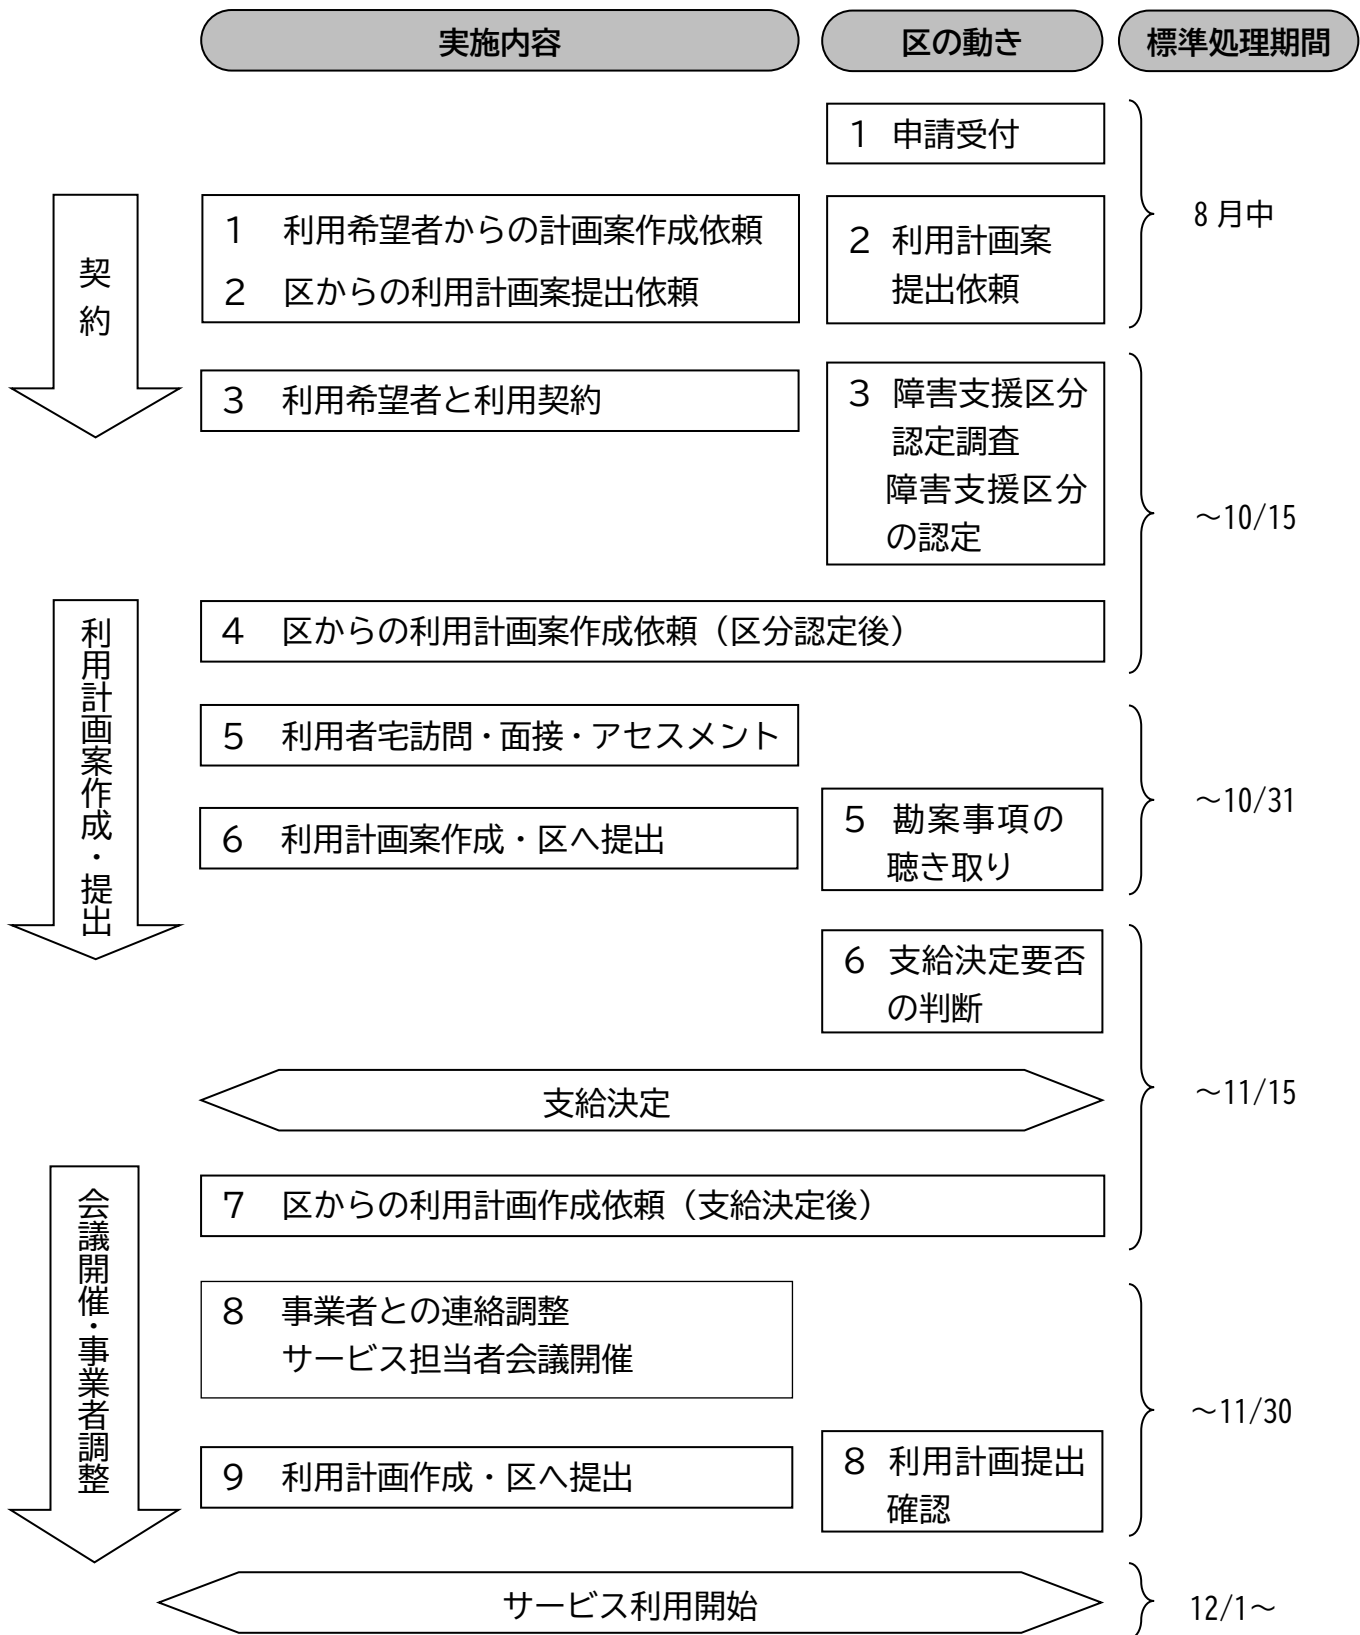 実施内容
区の動き
標準処理期間
1 申請受付
8月中
契
約
1 利用希望者からの計画案作成依頼
2 区からの利用計画案提出依頼
2 利用計画案
提出依頼
3 利用希望者と利用契約
3 障害支援区分
認定調査
障害支援区分
の認定
～10/15
利用計画案作成・提出
4 区からの利用計画案作成依頼（区分認定後）
5 利用者宅訪問・面接・アセスメント
～10/31
6 利用計画案作成・区へ提出
5 勘案事項の
聴き取り
6 支給決定要否
の判断
支給決定
～11/15
会議開催・事業者調整
7 区からの利用計画作成依頼（支給決定後）
8 事業者との連絡調整
サービス担当者会議開催
～11/30
9 利用計画作成・区へ提出
8 利用計画提出
確認
サービス利用開始
12/1～